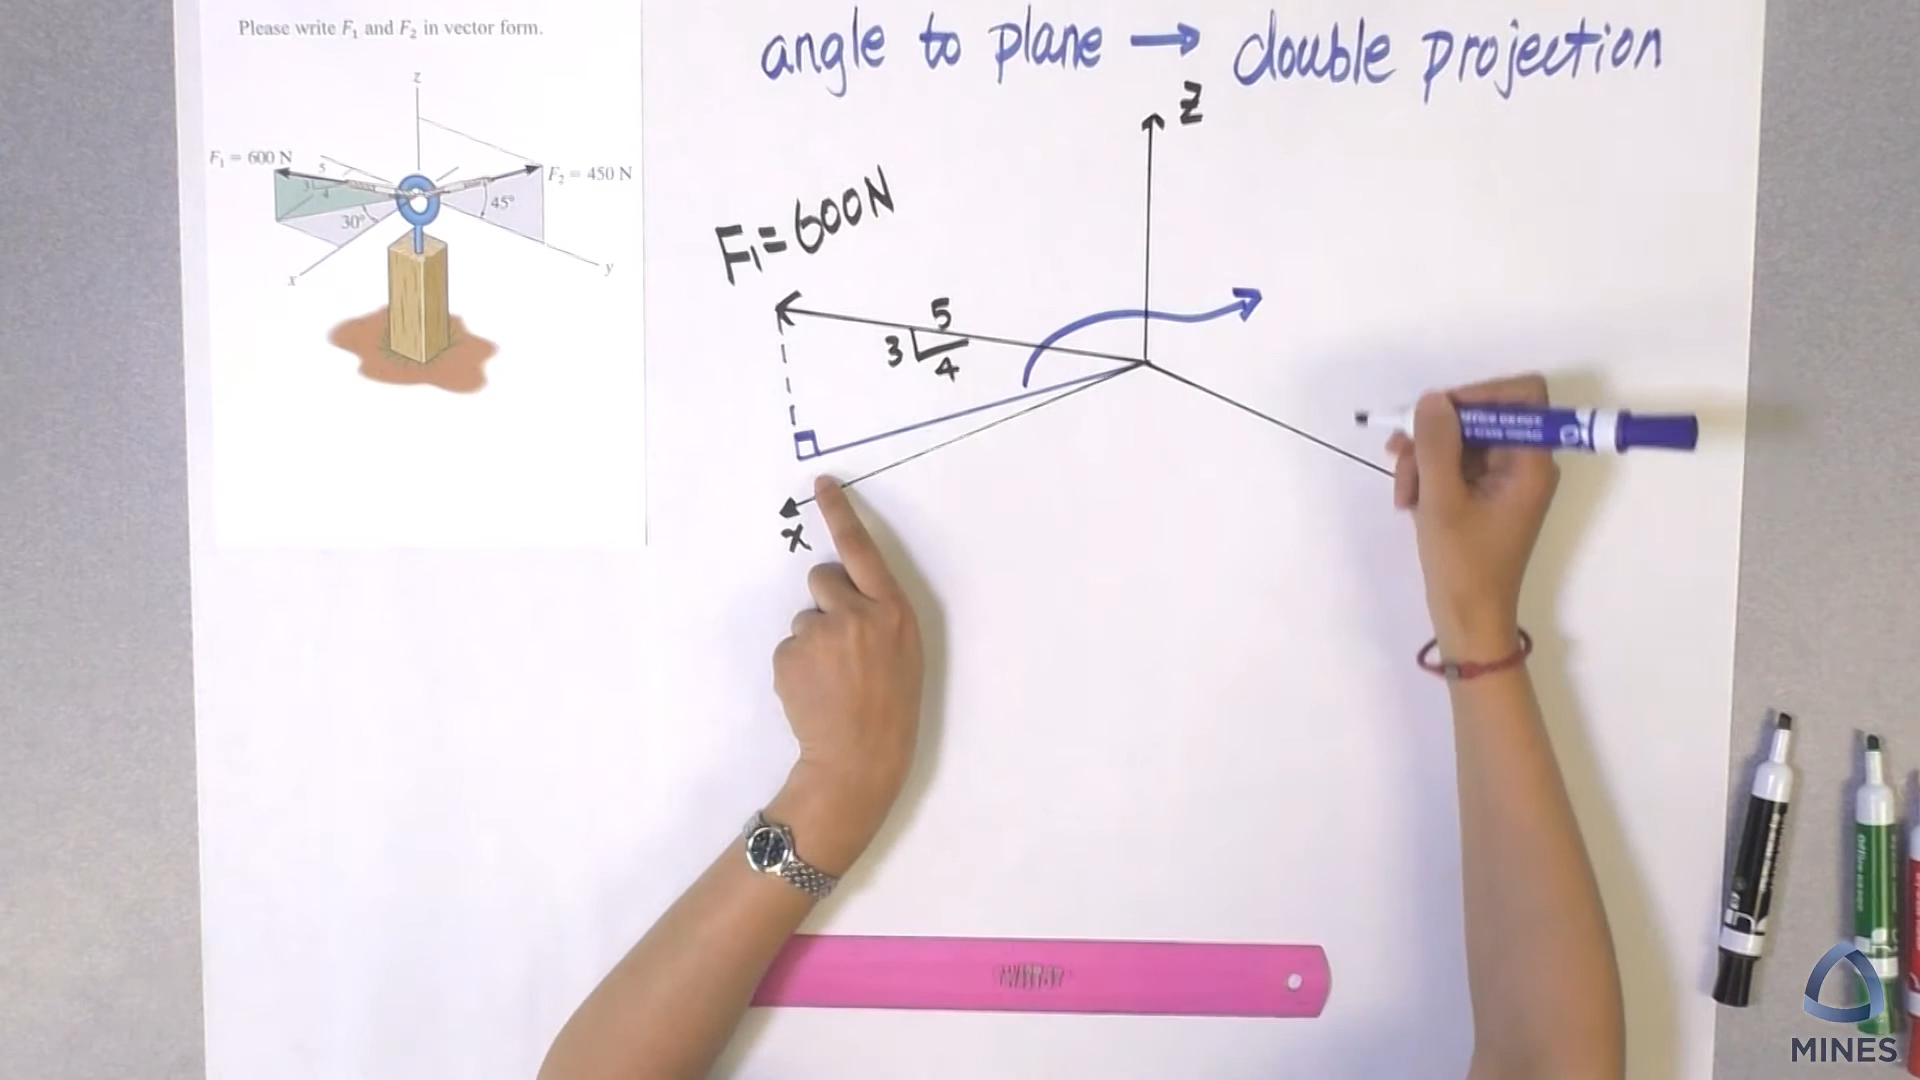 Please write F₁ and F₂ in vector form.
angle to plane → double projection
z
F₁ = 600 N
5
3
4
30°
F₂ = 450 N
45°
x
y
Z
F₁=600N
5
3
4
x
MINES